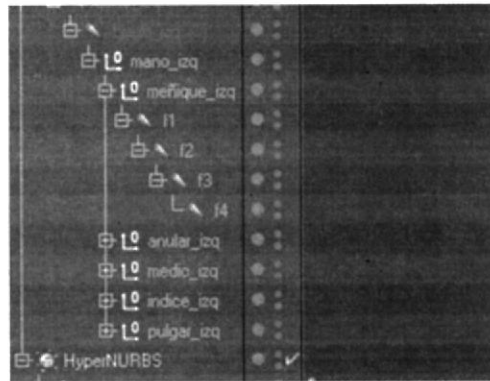 mano_izq
meñique_izq
f1
f2
f3
f4
anular_izq
medio_izq
indice_izq
pulgar_izq
HyperNURBS